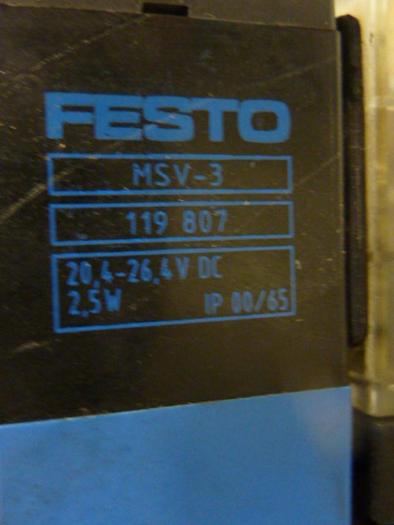 FESTO
MSV-3
119 807
20,4-26,4V DC
2,5W IP 00/65